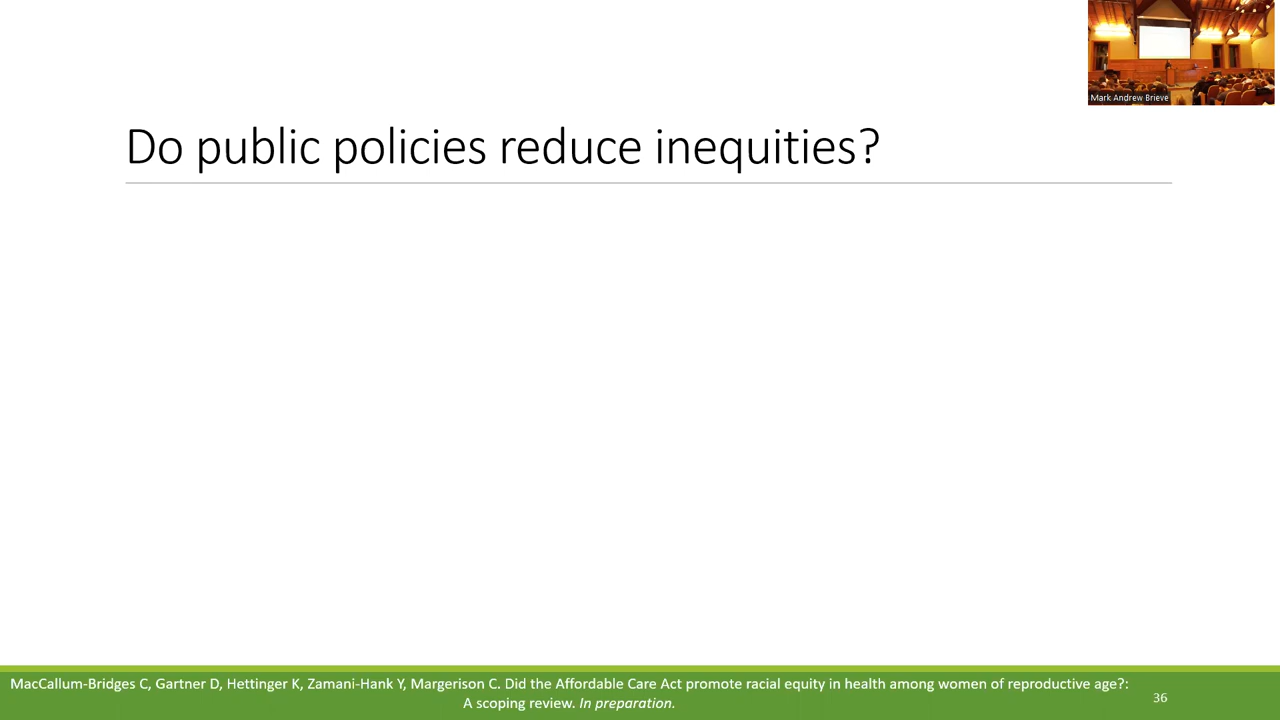 Mark Andrew Brieve
Do public policies reduce inequities?
MacCallum-Bridges C, Gartner D, Hettinger K, Zamani-Hank Y, Margerison C. Did the Affordable Care Act promote racial equity in health among women of reproductive age?:
A scoping review. In preparation.
36